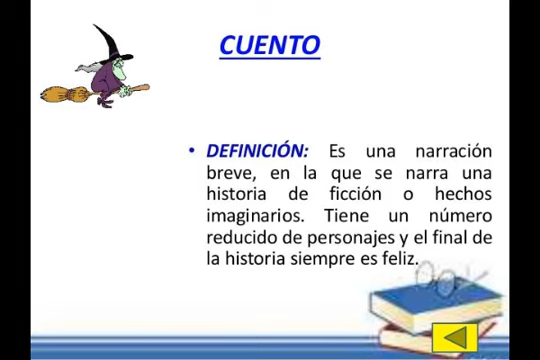 CUENTO
• DEFINICIÓN: Es una narración
breve, en la que se narra una
historia de ficción o hechos
imaginarios. Tiene un número
reducido de personajes y el final de
la historia siempre es feliz.